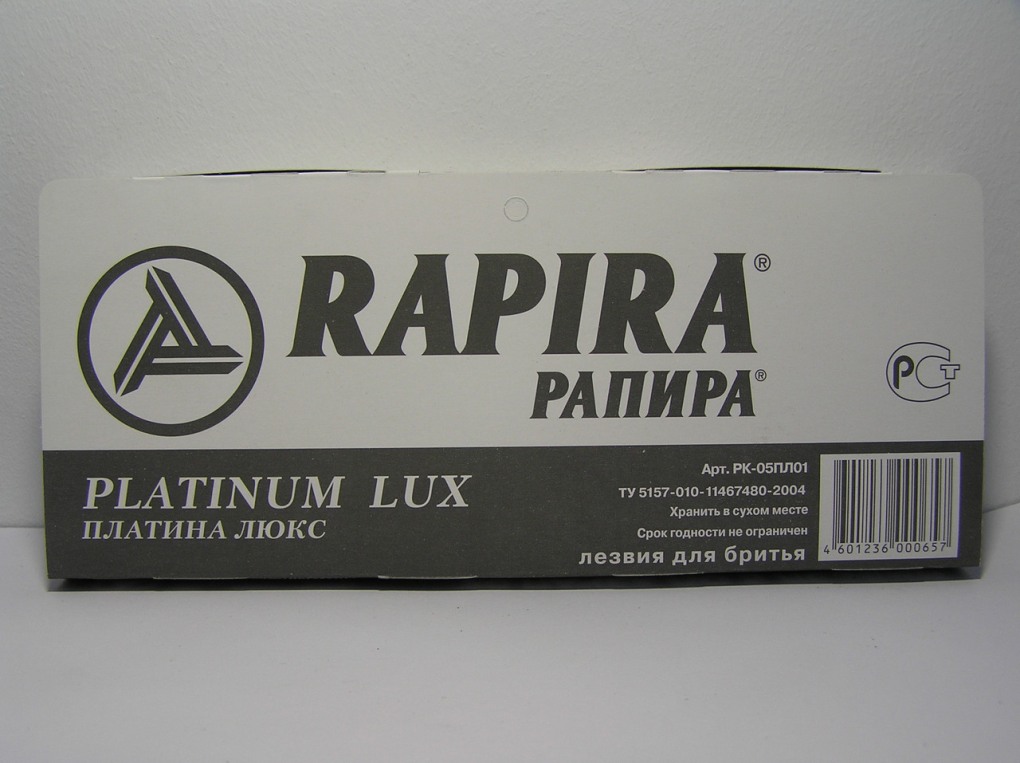 RAPIRA®
РАПИРА®
РСТ
PLATINUM LUX
ПЛАТИНА ЛЮКС
Арт. РК-05ПЛ01
ТУ 5157-010-11467480-2004
Хранить в сухом месте
Срок годности не ограничен
лезвия для бритья
4 601236 000657